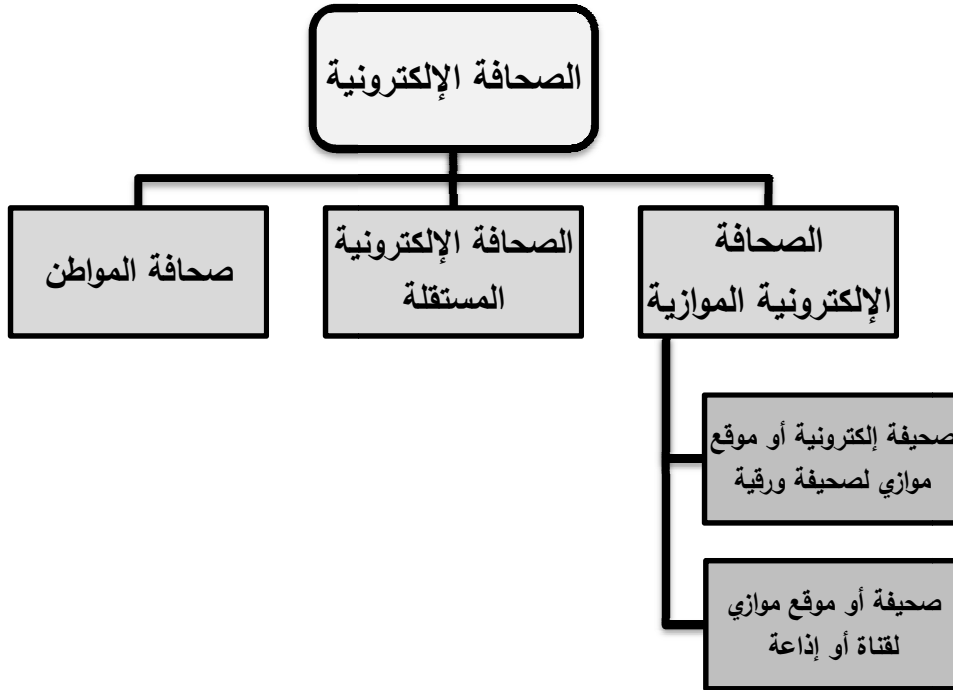 الصحافة الإلكترونية
الصحافة
الإلكترونية الموازية
الصحافة الإلكترونية
المستقلة
صحافة المواطن
صحيفة إلكترونية أو موقع
موازي لصحيفة ورقية
صحيفة أو موقع موازي
لقناة أو إذاعة